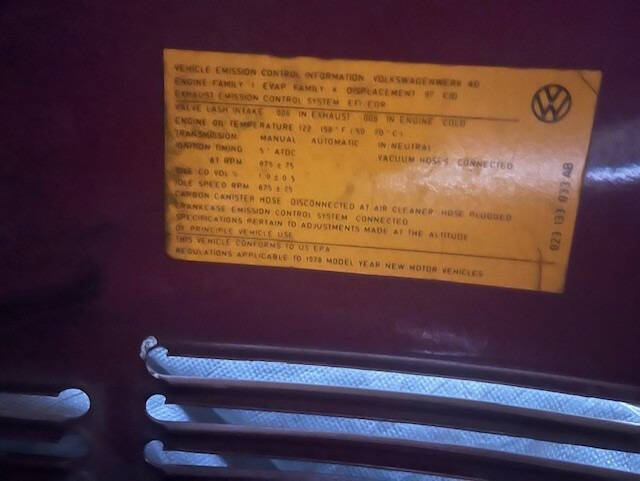 VEHICLE EMISSION CONTROL INFORMATION VOLKSWAGENWERK AG
ENGINE FAMILY EVAP FAMILY DISPLACEMENT 97 CID
EXHAUST EMISSION CONTROL SYSTEM EFI EGR
VALVE LASH INTAKE 006 IN EXHAUST 006 IN ENGINE COLD
ENGINE OIL TEMPERATURE 122 158°F (50 70°C)
TRANSMISSION MANUAL AUTOMATIC IN NEUTRAL
IGNITION TIMING 5° ATDC VACUUM HOSES CONNECTED
AT RPM 875 ± 75
IDLE CO VOL % ± 0.5
IDLE SPEED RPM 875 ± 75
CARBON CANISTER HOSE DISCONNECTED AT AIR CLEANER HOSE PLUGGED
CRANKCASE EMISSION CONTROL SYSTEM CONNECTED
SPECIFICATIONS PERTAIN TO ADJUSTMENTS MADE AT THE ALTITUDE
OF PRINCIPLE VEHICLE USE
THIS VEHICLE CONFORMS TO US EPA
REGULATIONS APPLICABLE TO 1978 MODEL YEAR NEW MOTOR VEHICLES
VW
023 133 033 AB